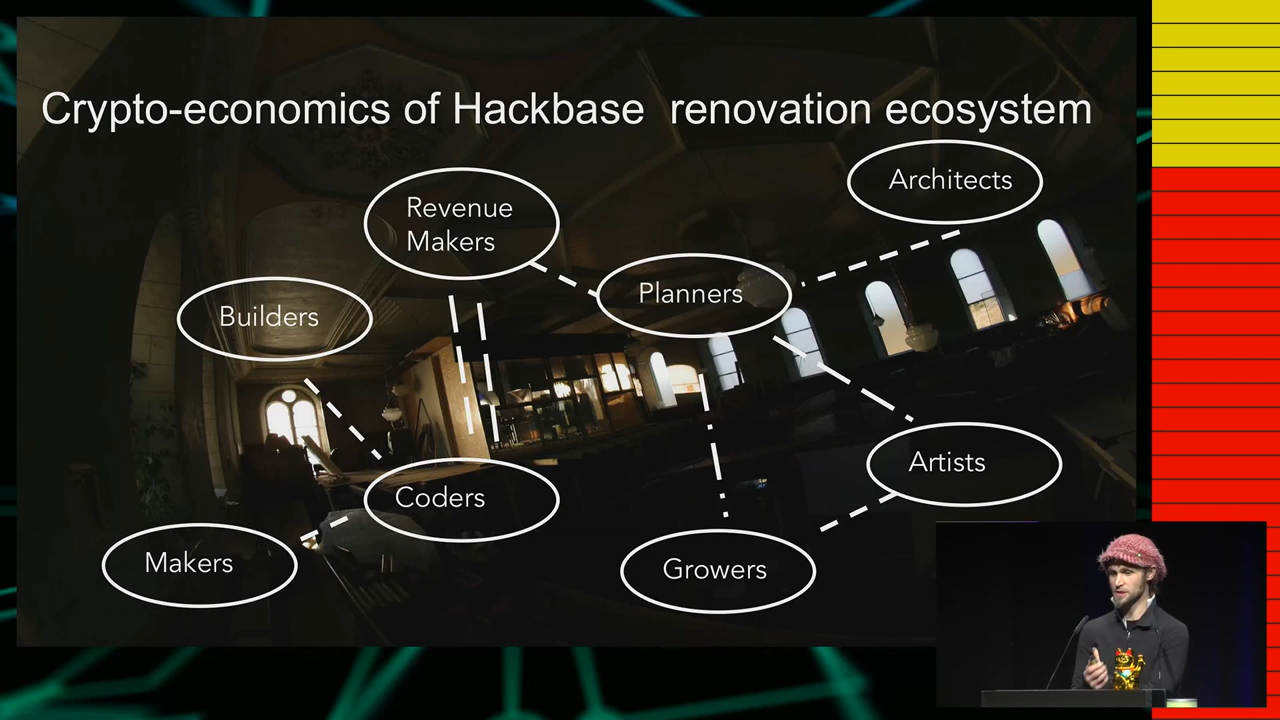 Crypto-economics of Hackbase renovation ecosystem
Architects
Revenue
Makers
Planners
Builders
Artists
Coders
Makers
Growers